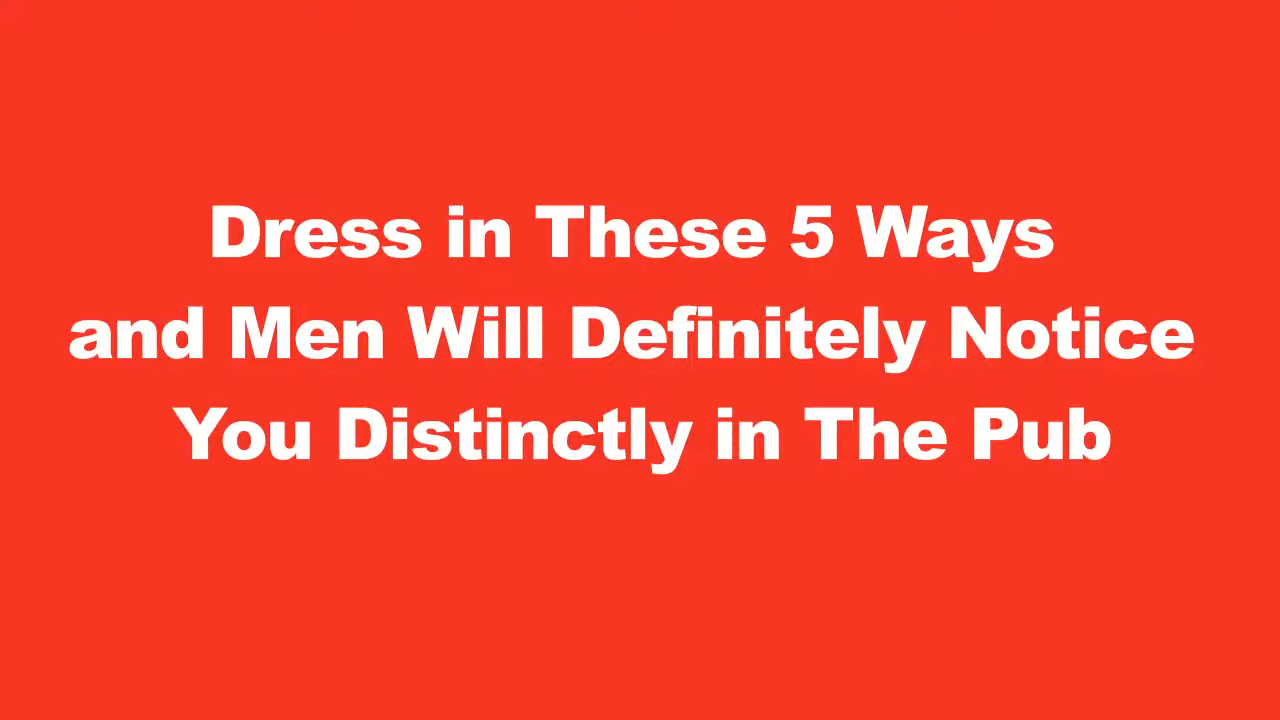 Dress in These 5 Ways
and Men Will Definitely Notice
You Distinctly in The Pub